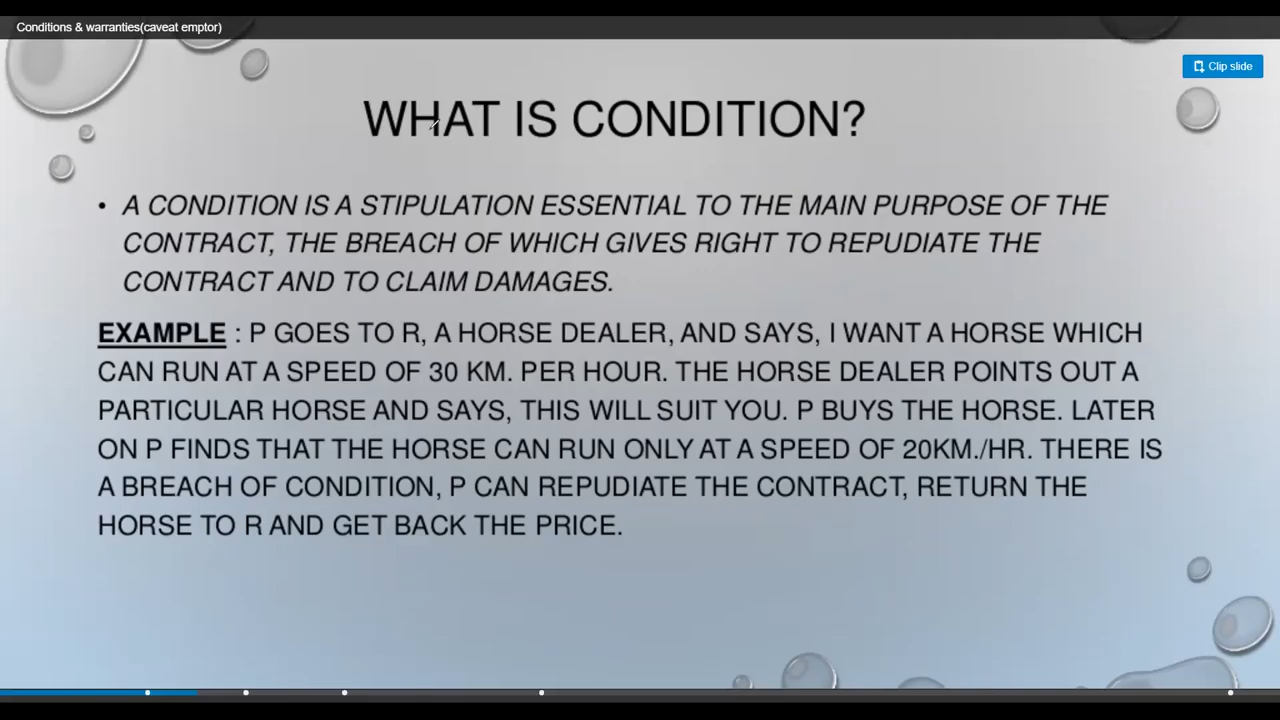 Conditions & warranties(caveat emptor)
Clip slide
WHAT IS CONDITION?
• A CONDITION IS A STIPULATION ESSENTIAL TO THE MAIN PURPOSE OF THE
CONTRACT, THE BREACH OF WHICH GIVES RIGHT TO REPUDIATE THE
CONTRACT AND TO CLAIM DAMAGES.
EXAMPLE : P GOES TO R, A HORSE DEALER, AND SAYS, I WANT A HORSE WHICH
CAN RUN AT A SPEED OF 30 KM. PER HOUR. THE HORSE DEALER POINTS OUT A
PARTICULAR HORSE AND SAYS, THIS WILL SUIT YOU. P BUYS THE HORSE. LATER
ON P FINDS THAT THE HORSE CAN RUN ONLY AT A SPEED OF 20KM./HR. THERE IS
A BREACH OF CONDITION, P CAN REPUDIATE THE CONTRACT, RETURN THE
HORSE TO R AND GET BACK THE PRICE.